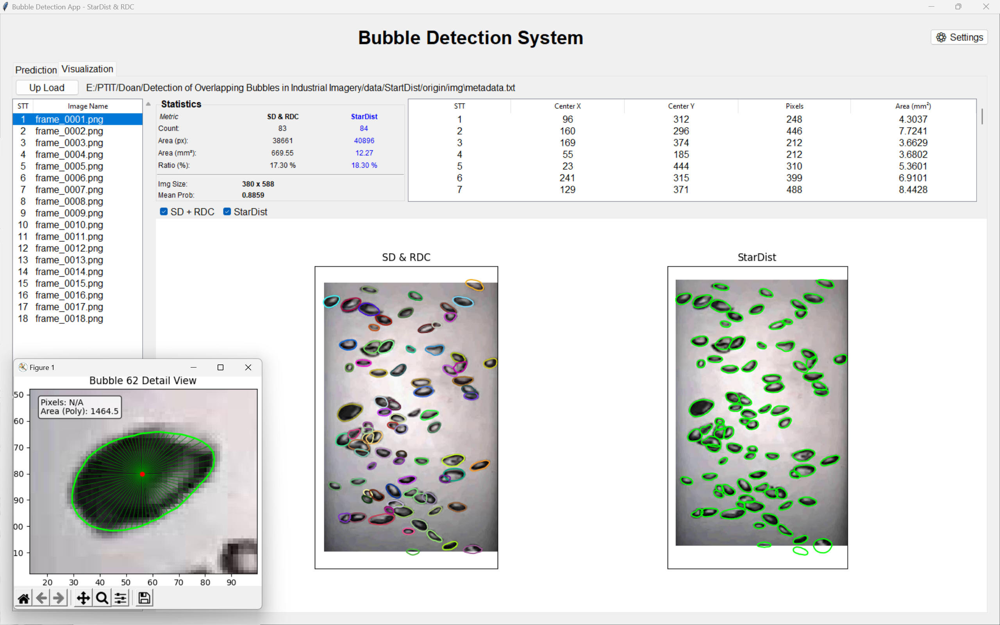 Bubble Detection App - StarDist & RDC
Bubble Detection System
Settings
Prediction Visualization
Up Load E:/PTIT/Doan/Detection of Overlapping Bubbles in Industrial Imagery/data/StartDist/origin/img\metadata.txt
STT Image Name
1 frame_0001.png
2 frame_0002.png
3 frame_0003.png
4 frame_0004.png
5 frame_0005.png
6 frame_0006.png
7 frame_0007.png
8 frame_0008.png
9 frame_0009.png
10 frame_0010.png
11 frame_0011.png
12 frame_0012.png
13 frame_0013.png
14 frame_0014.png
15 frame_0015.png
16 frame_0016.png
17 frame_0017.png
18 frame_0018.png
Statistics
Metric SD & RDC StarDist
Count: 83 84
Area (px): 38661 40896
Area (mm²): 669.55 12.27
Ratio (%): 17.30 % 18.30 %
Img Size: 380 x 588
Mean Prob: 0.8859
STT Center X Center Y Pixels Area (mm²)
1 96 312 248 4.3037
2 160 296 446 7.7241
3 169 374 212 3.6629
4 55 185 212 3.6802
5 23 444 310 5.3601
6 241 315 399 6.9101
7 129 371 488 8.4428
SD + RDC StarDist
SD & RDC
StarDist
Figure 1
Bubble 62 Detail View
Pixels: N/A
Area (Poly): 1464.5
50
60
70
80
90
00
10
20 30 40 50 60 70 80 90